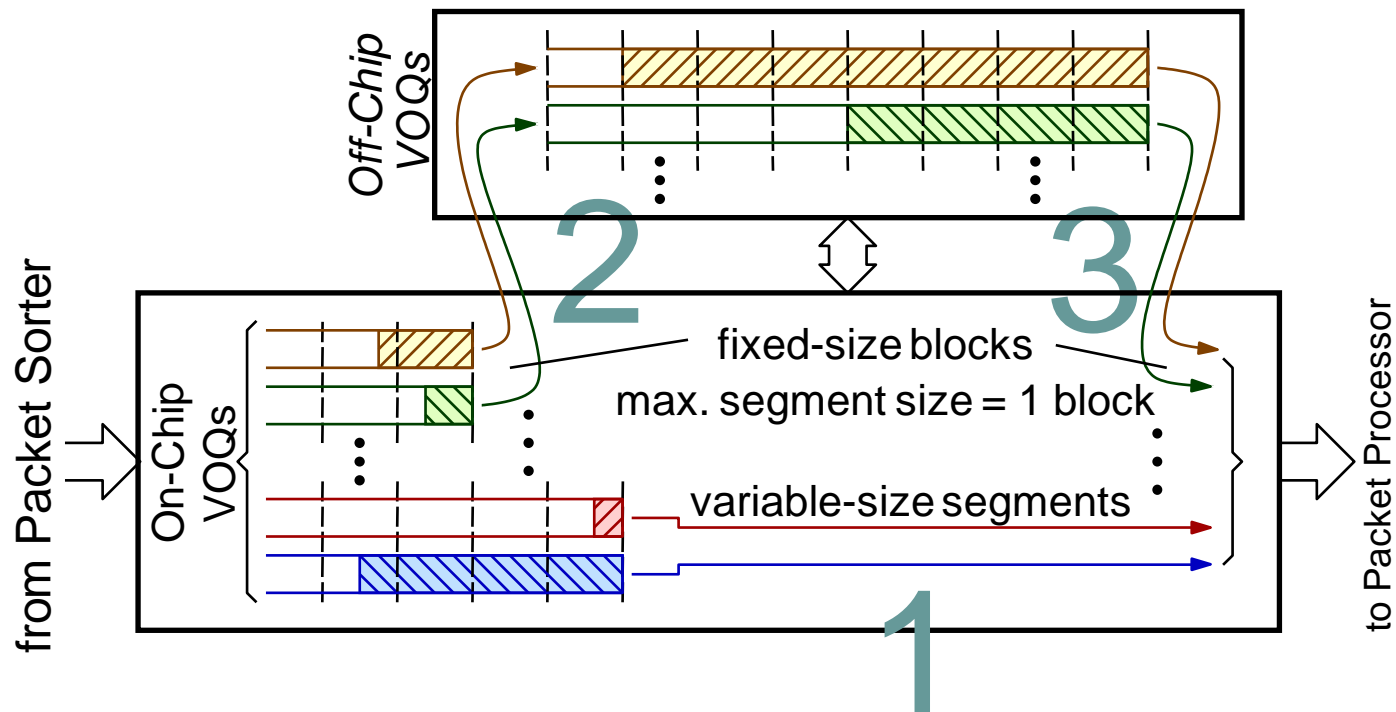 Off-Chip
VOQs
2
3
from Packet Sorter
On-Chip
VOQs
fixed-size blocks
max. segment size = 1 block
variable-size segments
1
to Packet Processor